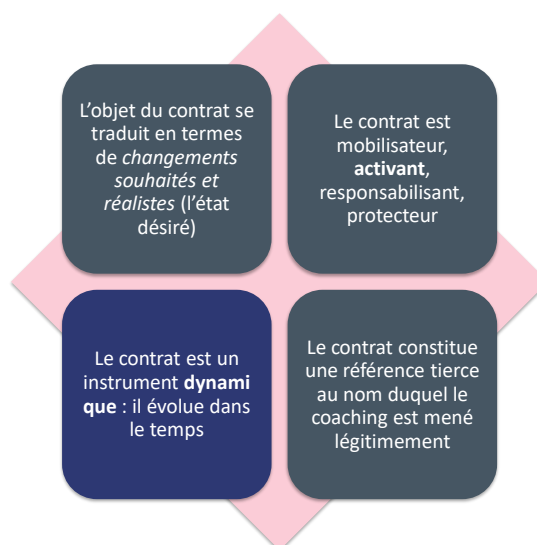 L'objet du contrat se
traduit en termes
de changements
souhaités et
réalistes (l'état
désiré)
Le contrat est
mobilisateur,
activant,
responsabilisant,
protecteur
Le contrat est un
instrument dynami
que : il évolue dans
le temps
Le contrat constitue
une référence tierce
au nom duquel le
coaching est mené
légitimement